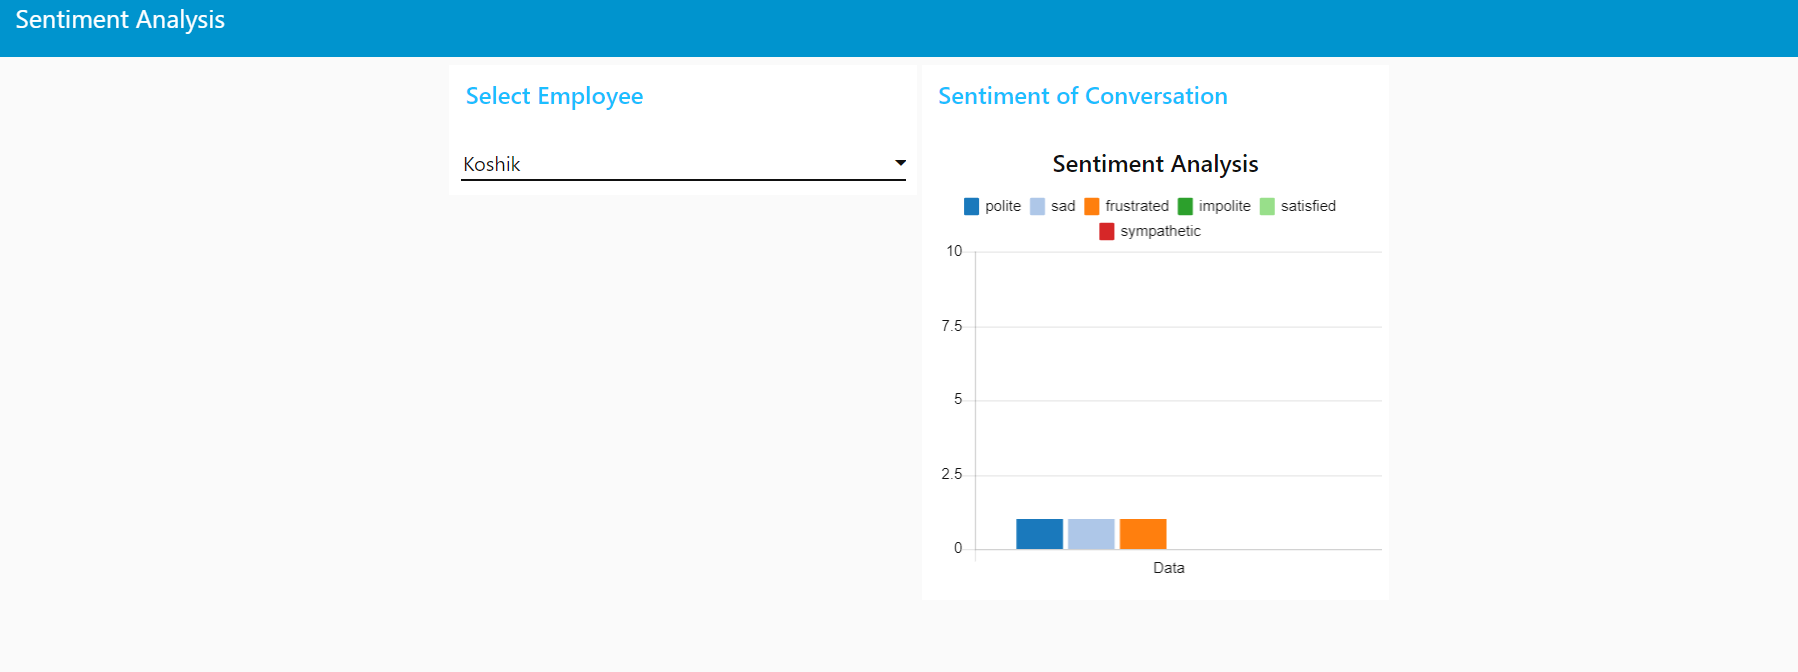 Sentiment Analysis
Select Employee
Koshik
Sentiment of Conversation
Sentiment Analysis
polite sad frustrated impolite satisfied
sympathetic
10
7.5
5
2.5
0
Data